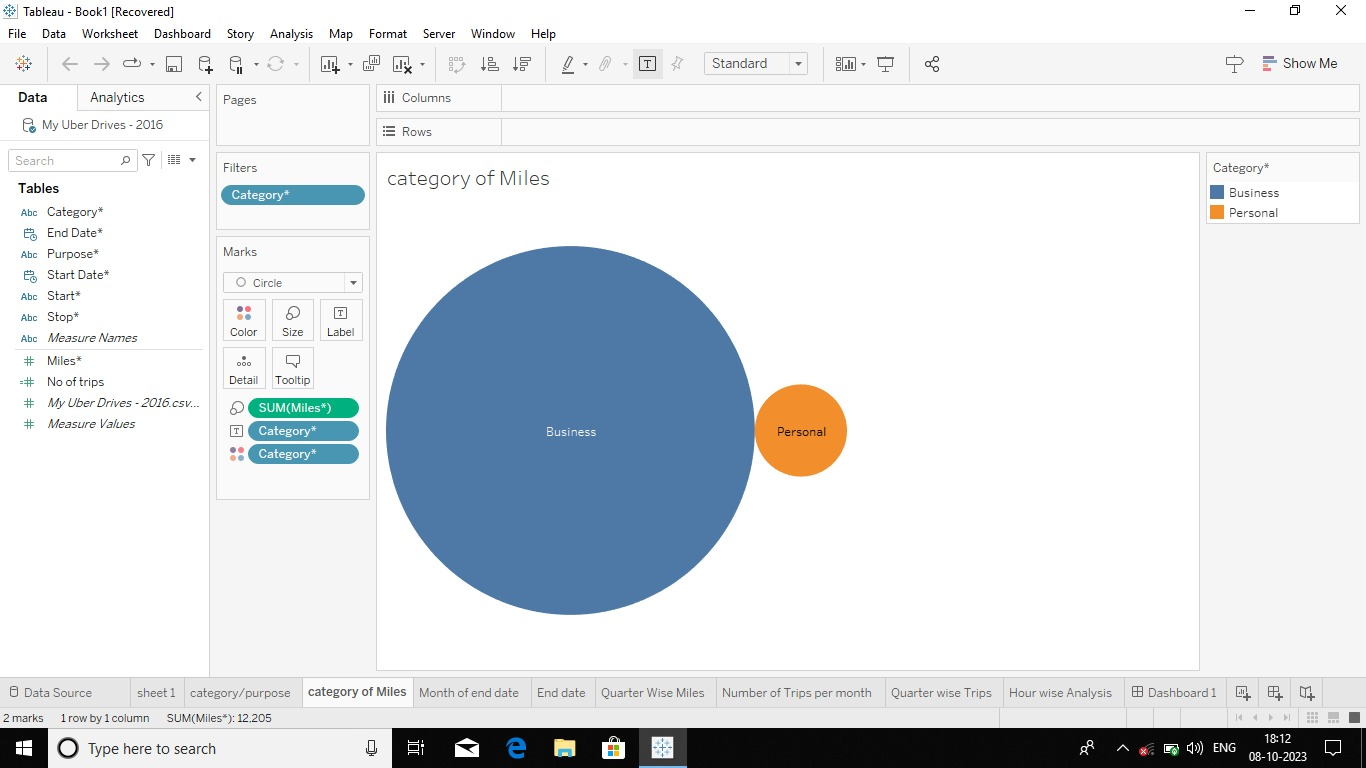 Tableau - Book1 [Recovered]
File Data Worksheet Dashboard Story Analysis Map Format Server Window Help
Standard
Show Me
Data Analytics
My Uber Drives - 2016
Search
Tables
Abc Category*
End Date*
Abc Purpose*
Start Date*
Abc Start*
Abc Stop*
Abc Measure Names
# Miles*
=# No of trips
# My Uber Drives - 2016.csv...
# Measure Values
Pages
Filters
Category*
Marks
Circle
Color Size T Label
Detail Tooltip
SUM(Miles*)
T Category*
Category*
Columns
Rows
category of Miles
Business
Personal
Category*
Business
Personal
Data Source sheet 1 category/purpose category of Miles Month of end date End date Quarter Wise Miles Number of Trips per month Quarter wise Trips Hour wise Analysis Dashboard 1
2 marks 1 row by 1 column SUM(Miles*): 12,205
Type here to search
ENG
18:12
08-10-2023